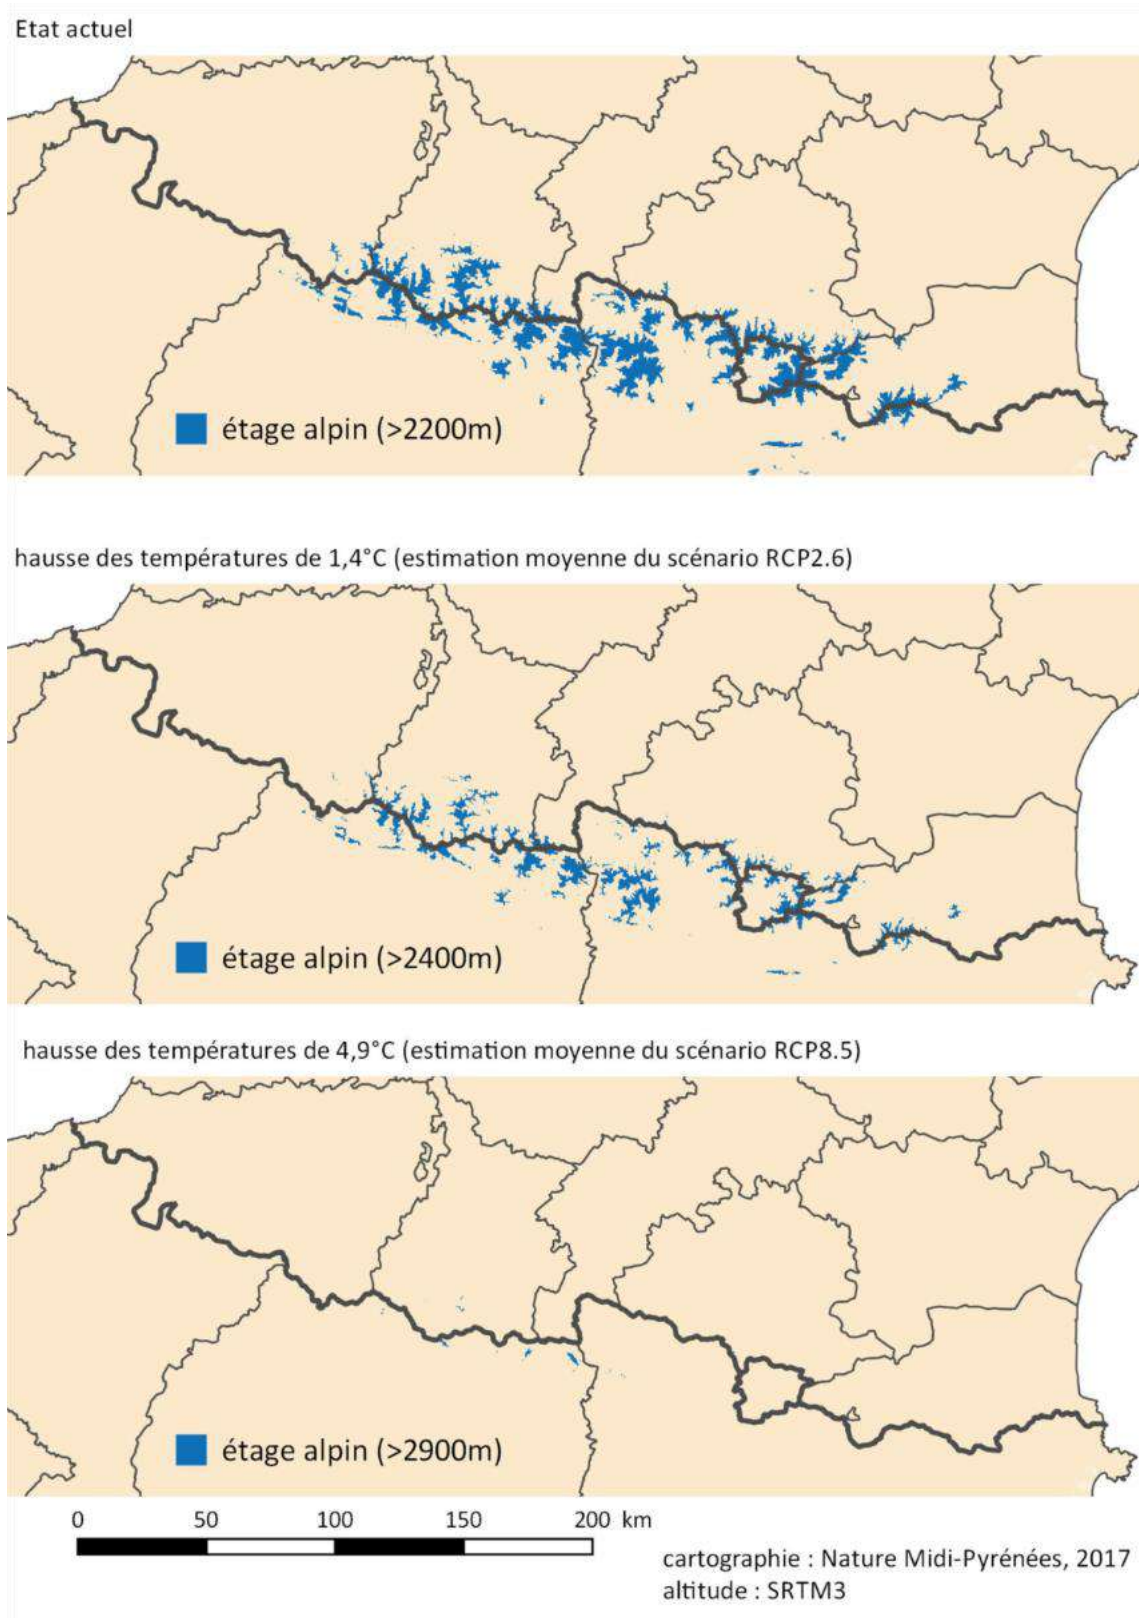 Etat actuel
étage alpin (>2200m)
hausse des températures de 1,4°C (estimation moyenne du scénario RCP2.6)
étage alpin (>2400m)
hausse des températures de 4,9°C (estimation moyenne du scénario RCP8.5)
étage alpin (>2900m)
0 50 100 150 200 km
cartographie : Nature Midi-Pyrénées, 2017
altitude : SRTM3